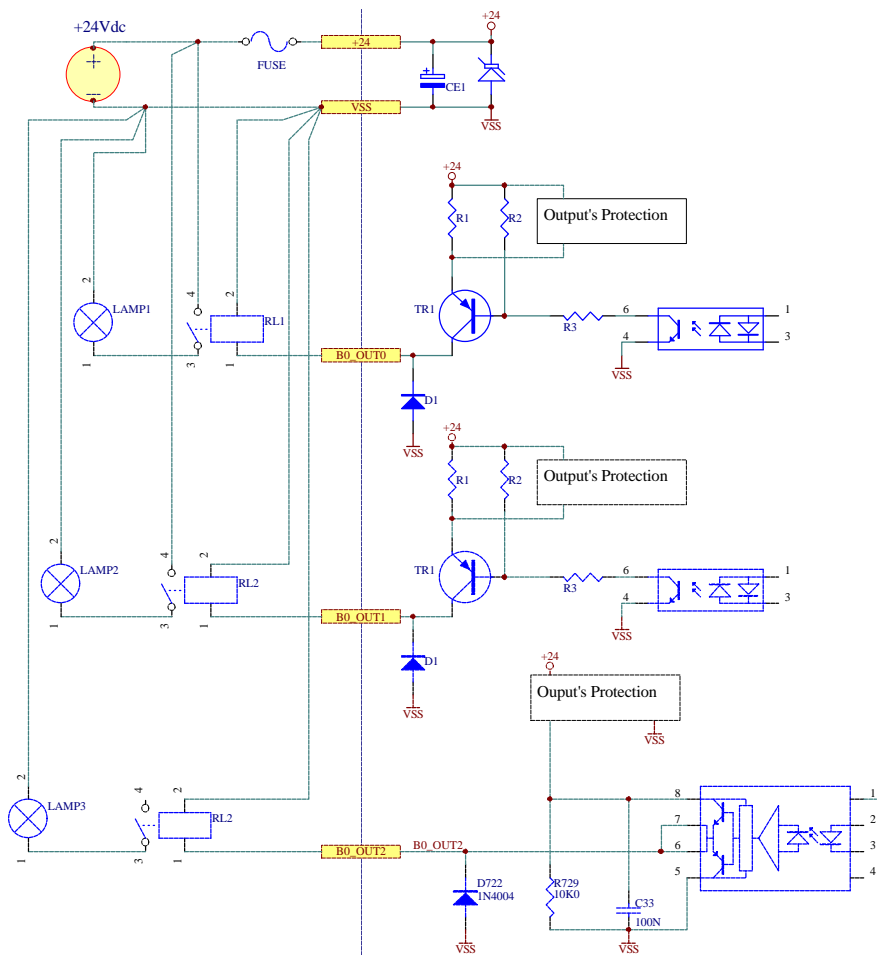 +24Vdc
+24
FUSE
+24
CE1
VSS
VSS
+24
R1
R2
Output's Protection
2
4
2
LAMP1
RL1
TR1
R3
6
4
1
3
VSS
1
3
1
B0_OUT0
D1
VSS
+24
R1
R2
Output's Protection
2
4
2
LAMP2
RL2
TR1
R3
6
4
1
3
VSS
1
3
1
B0_OUT1
D1
VSS
+24
Ouput's Protection
VSS
2
4
2
LAMP3
RL2
8
7
6
5
1
2
3
4
1
3
1
B0_OUT2
B0_OUT2
D722
1N4004
R729
10K0
C33
100N
VSS
VSS